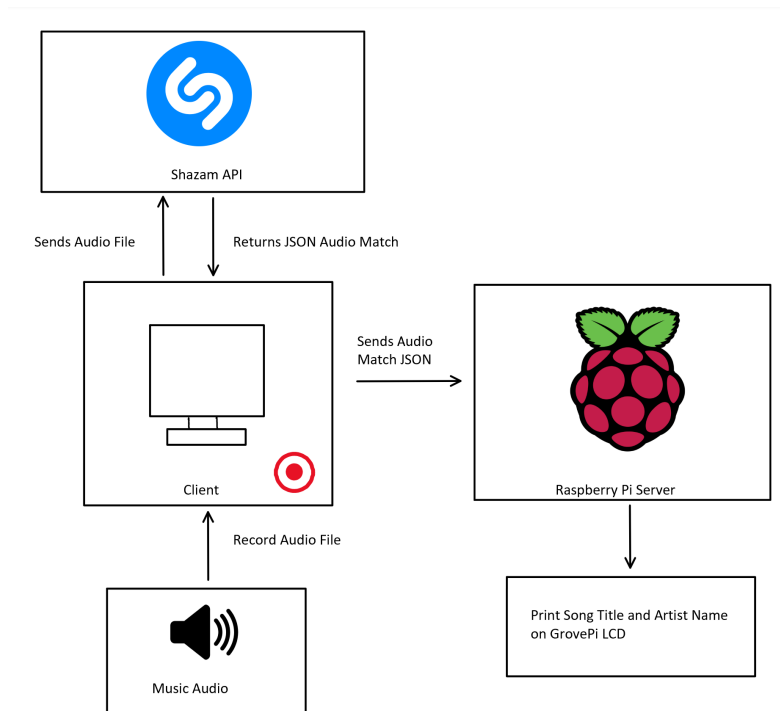 Shazam API
Sends Audio File
Returns JSON Audio Match
Sends Audio
Match JSON
Client
Raspberry Pi Server
Record Audio File
Print Song Title and Artist Name
on GrovePi LCD
Music Audio